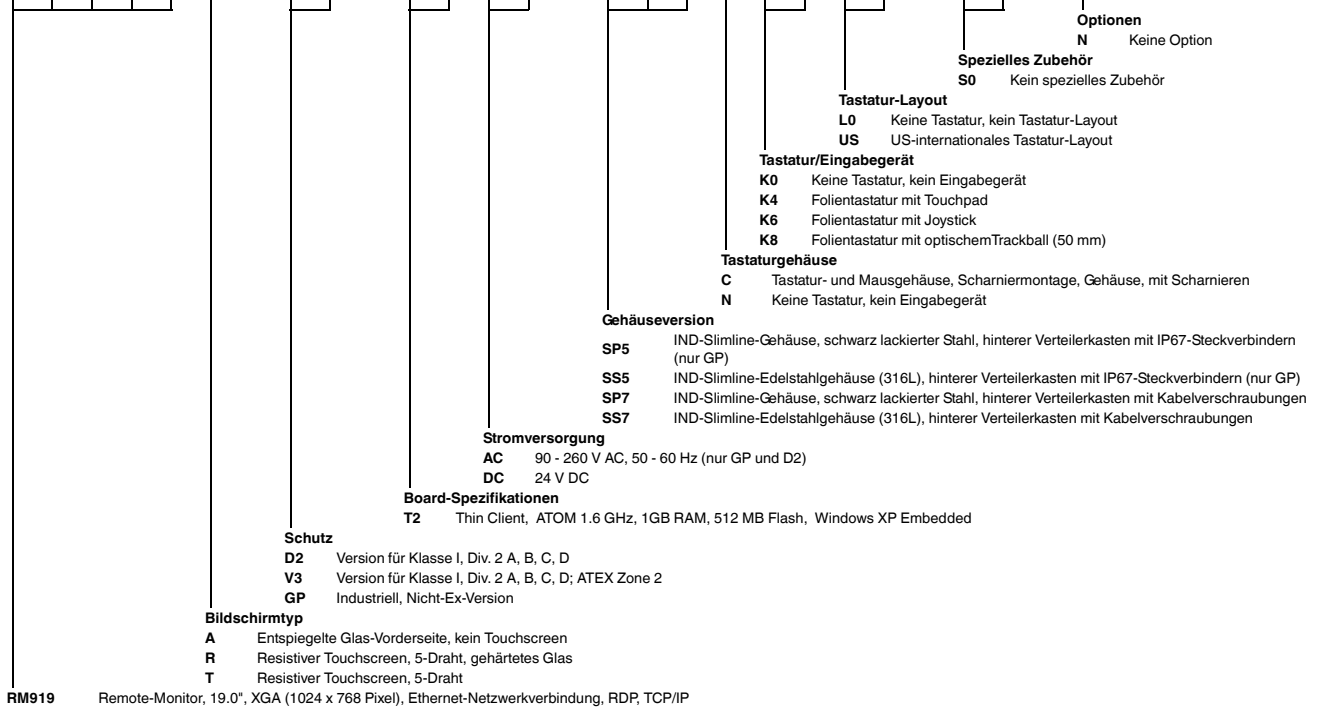 Optionen
N Keine Option
Spezielles Zubehör
S0 Kein spezielles Zubehör
Tastatur-Layout
L0 Keine Tastatur, kein Tastatur-Layout
US US-internationales Tastatur-Layout
Tastatur/Eingabegerät
K0 Keine Tastatur, kein Eingabegerät
K4 Folientastatur mit Touchpad
K6 Folientastatur mit Joystick
K8 Folientastatur mit optischemTrackball (50 mm)
Tastaturgehäuse
C Tastatur- und Mausgehäuse, Scharniermontage, Gehäuse, mit Scharnieren
N Keine Tastatur, kein Eingabegerät
Gehäuseversion
SP5 IND-Slimline-Gehäuse, schwarz lackierter Stahl, hinterer Verteilerkasten mit IP67-Steckverbindern
(nur GP)
SS5 IND-Slimline-Edelstahlgehäuse (316L), hinterer Verteilerkasten mit IP67-Steckverbindern (nur GP)
SP7 IND-Slimline-Gehäuse, schwarz lackierter Stahl, hinterer Verteilerkasten mit Kabelverschraubungen
SS7 IND-Slimline-Edelstahlgehäuse (316L), hinterer Verteilerkasten mit Kabelverschraubungen
Stromversorgung
AC 90 - 260 V AC, 50 - 60 Hz (nur GP und D2)
DC 24 V DC
Board-Spezifikationen
T2 Thin Client, ATOM 1.6 GHz, 1GB RAM, 512 MB Flash, Windows XP Embedded
Schutz
D2 Version für Klasse I, Div. 2 A, B, C, D
V3 Version für Klasse I, Div. 2 A, B, C, D; ATEX Zone 2
GP Industriell, Nicht-Ex-Version
Bildschirmtyp
A Entspiegelte Glas-Vorderseite, kein Touchscreen
R Resistiver Touchscreen, 5-Draht, gehärtetes Glas
T Resistiver Touchscreen, 5-Draht
RM919 Remote-Monitor, 19.0", XGA (1024 x 768 Pixel), Ethernet-Netzwerkverbindung, RDP, TCP/IP